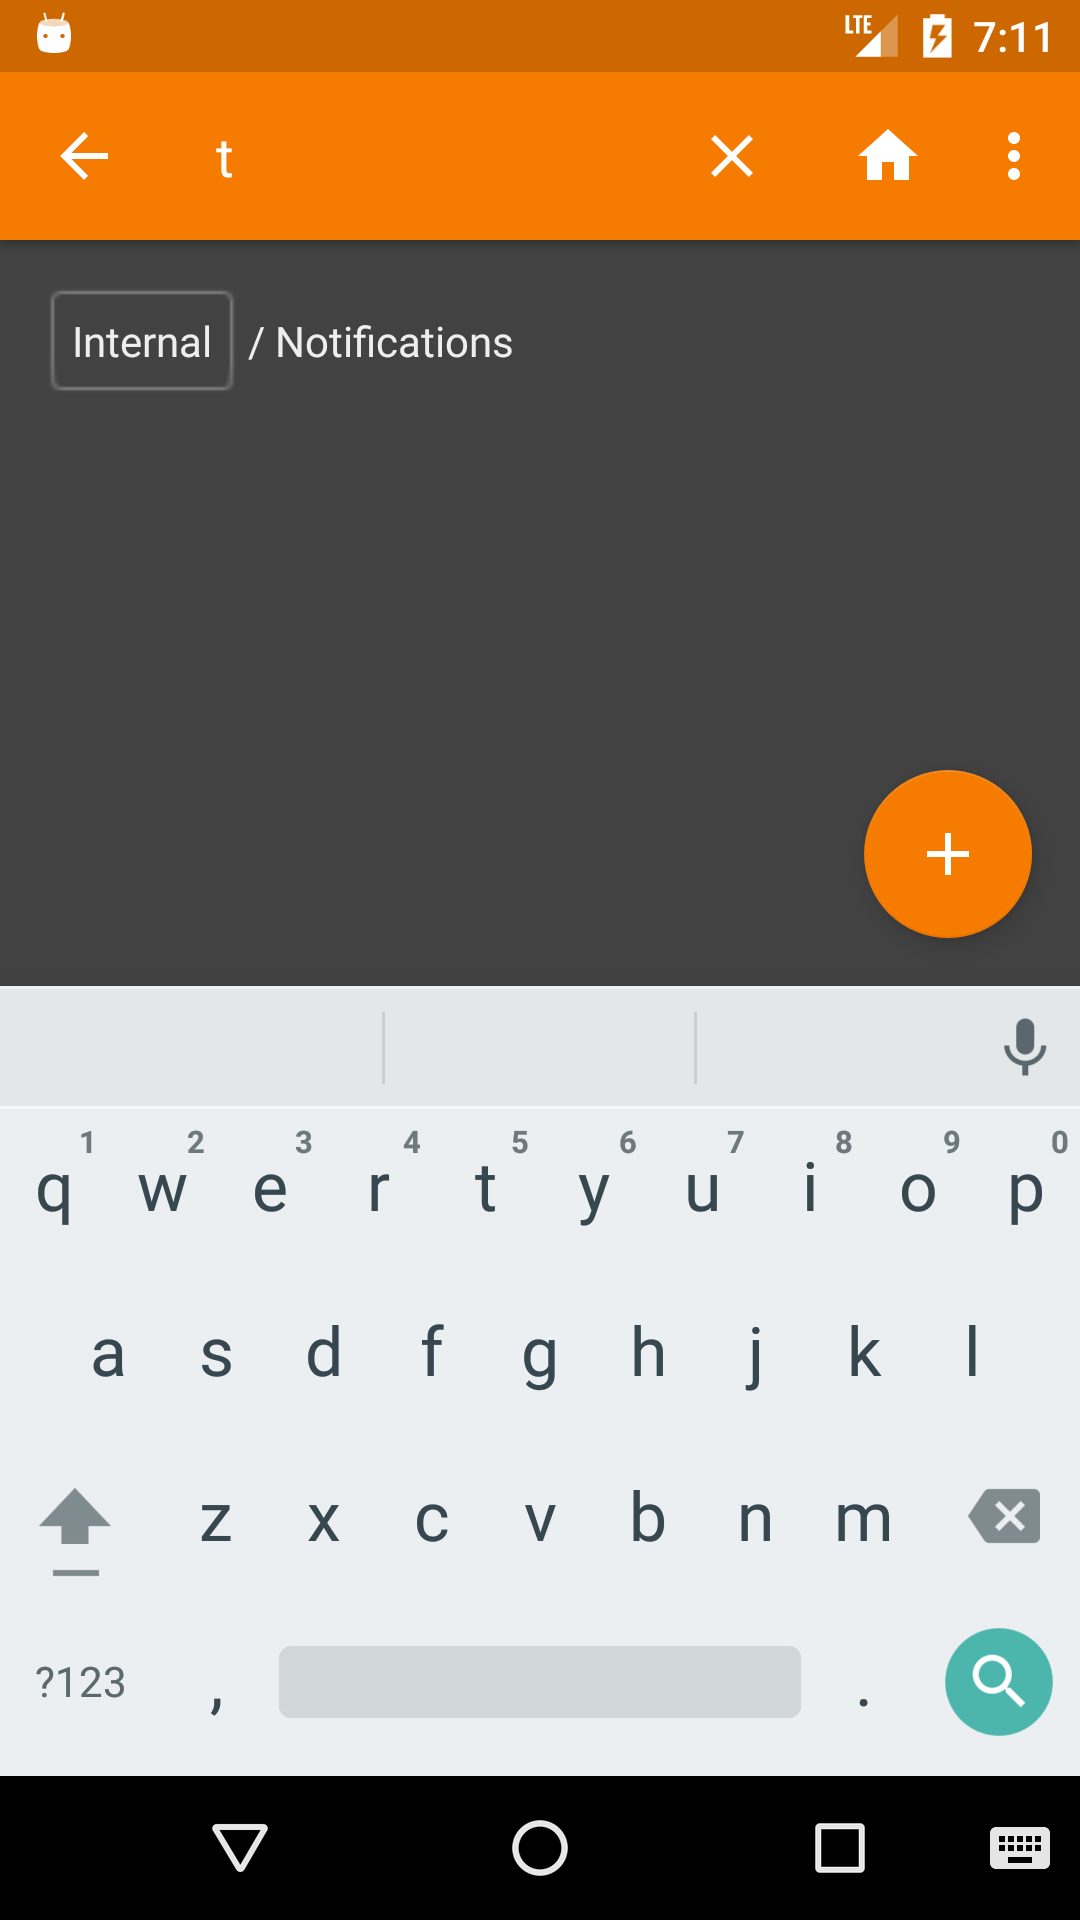 LTE 7:11
t
Internal / Notifications
1 2 3 4 5 6 7 8 9 0
q w e r t y u i o p
a s d f g h j k l
z x c v b n m
?123 , .